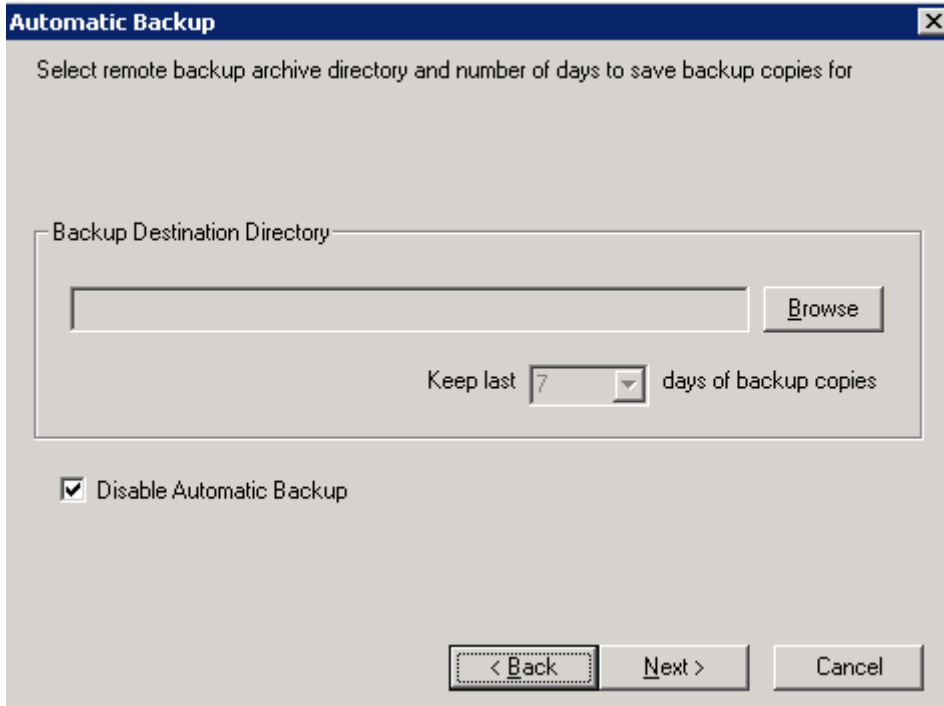 Automatic Backup
Select remote backup archive directory and number of days to save backup copies for
Backup Destination Directory
Browse
Keep last 7 days of backup copies
Disable Automatic Backup
< Back Next > Cancel